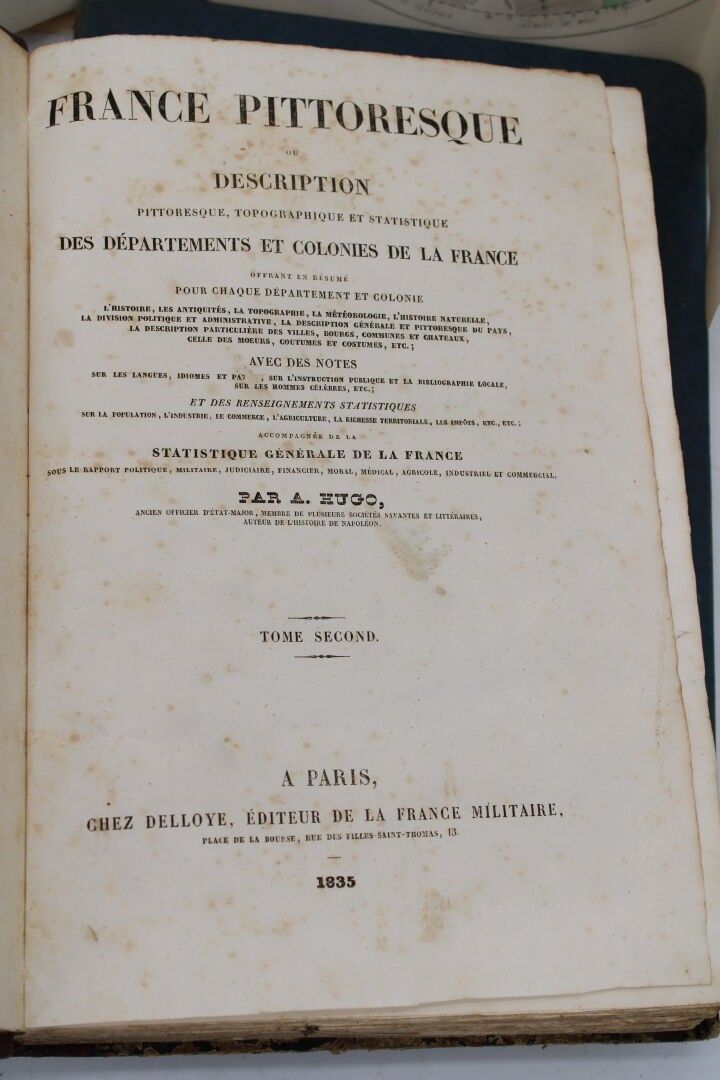 FRANCE PITTORESQUE
OU
DESCRIPTION
PITTORESQUE, TOPOGRAPHIQUE ET STATISTIQUE
DES DÉPARTEMENTS ET COLONIES DE LA FRANCE
OFFRANT EN RÉSUMÉ
POUR CHAQUE DÉPARTEMENT ET COLONIE
L'HISTOIRE, LES ANTIQUITÉS, LA TOPOGRAPHIE, LA MÉTÉOROLOGIE, L'HISTOIRE NATURELLE,
LA DIVISION POLITIQUE ET ADMINISTRATIVE, LA DESCRIPTION GÉNÉRALE ET PITTORESQUE DU PAYS,
LA DESCRIPTION PARTICULIÈRE DES VILLES, BOURGS, COMMUNES ET CHATEAUX,
CELLE DES MOEURS, COUTUMES ET COSTUMES, ETC.;
AVEC DES NOTES
SUR LES LANGUES, IDIOMES ET PAT , SUR L'INSTRUCTION PUBLIQUE ET LA BIBLIOGRAPHIE LOCALE,
SUR LES HOMMES CÉLÈBRES, ETC.;
ET DES RENSEIGNEMENTS STATISTIQUES
SUR LA POPULATION, L'INDUSTRIE, LE COMMERCE, L'AGRICULTURE, LA RICHESSE TERRITORIALE, LES IMPÔTS, ETC., ETC.;
ACCOMPAGNÉE DE LA
STATISTIQUE GÉNÉRALE DE LA FRANCE
SOUS LE RAPPORT POLITIQUE, MILITAIRE, JUDICIAIRE, FINANCIER, MORAL, MÉDICAL, AGRICOLE, INDUSTRIEL ET COMMERCIAL,
PAR A. HUGO,
ANCIEN OFFICIER D'ÉTAT-MAJOR, MEMBRE DE PLUSIEURS SOCIÉTÉS SAVANTES ET LITTÉRAIRES,
AUTEUR DE L'HISTOIRE DE NAPOLÉON.
TOME SECOND.
A PARIS,
CHEZ DELLOYE, ÉDITEUR DE LA FRANCE MILITAIRE,
PLACE DE LA BOURSE, RUE DES FILLES-SAINT-THOMAS, 13.
1835